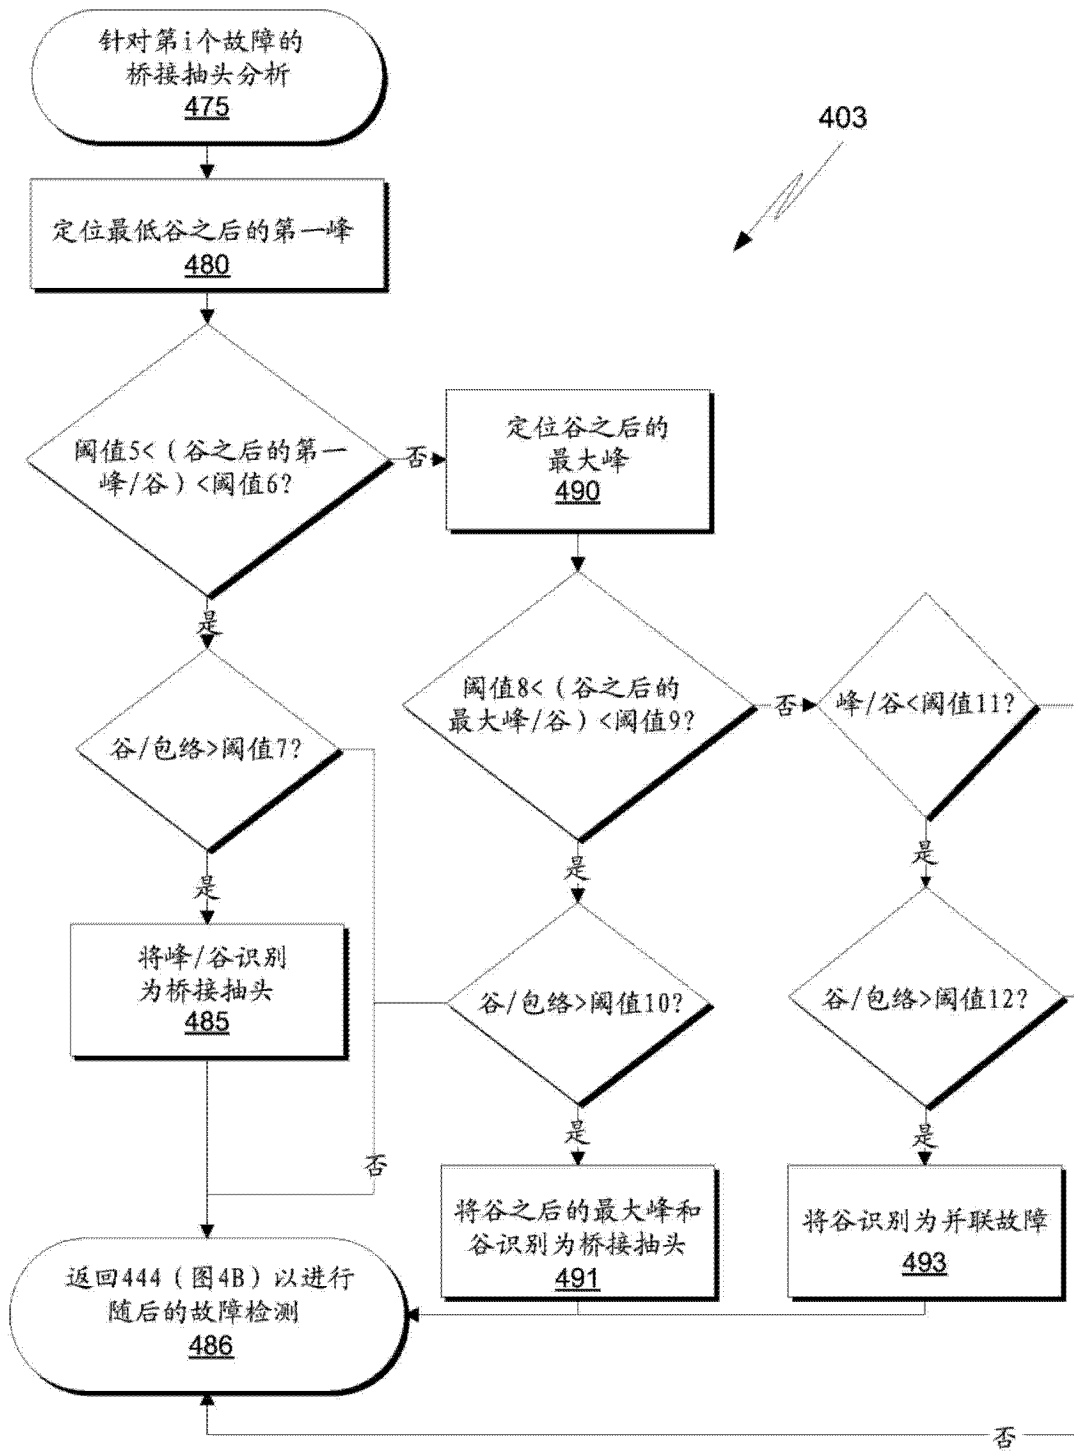 针对第i个故障的
桥接抽头分析
475
403
定位最低谷之后的第一峰
480
阈值5<（谷之后的第一
峰/谷）<阈值6?
否
定位谷之后的
最大峰
490
是
阈值8<（谷之后的
最大峰/谷）<阈值9?
否
峰/谷<阈值11?
谷/包络>阈值7?
是
是
是
将峰/谷识别
为桥接抽头
485
谷/包络>阈值10?
谷/包络>阈值12?
是
是
否
将谷之后的最大峰和
谷识别为桥接抽头
491
将谷识别为并联故障
493
返回444（图4B）以进行
随后的故障检测
486
否